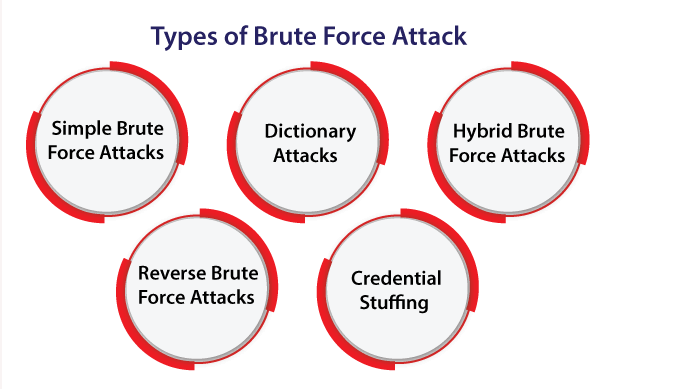 Types of Brute Force Attack
Simple Brute
Force Attacks
Dictionary
Attacks
Hybrid Brute
Force Attacks
Reverse Brute
Force Attacks
Credential
Stuffing